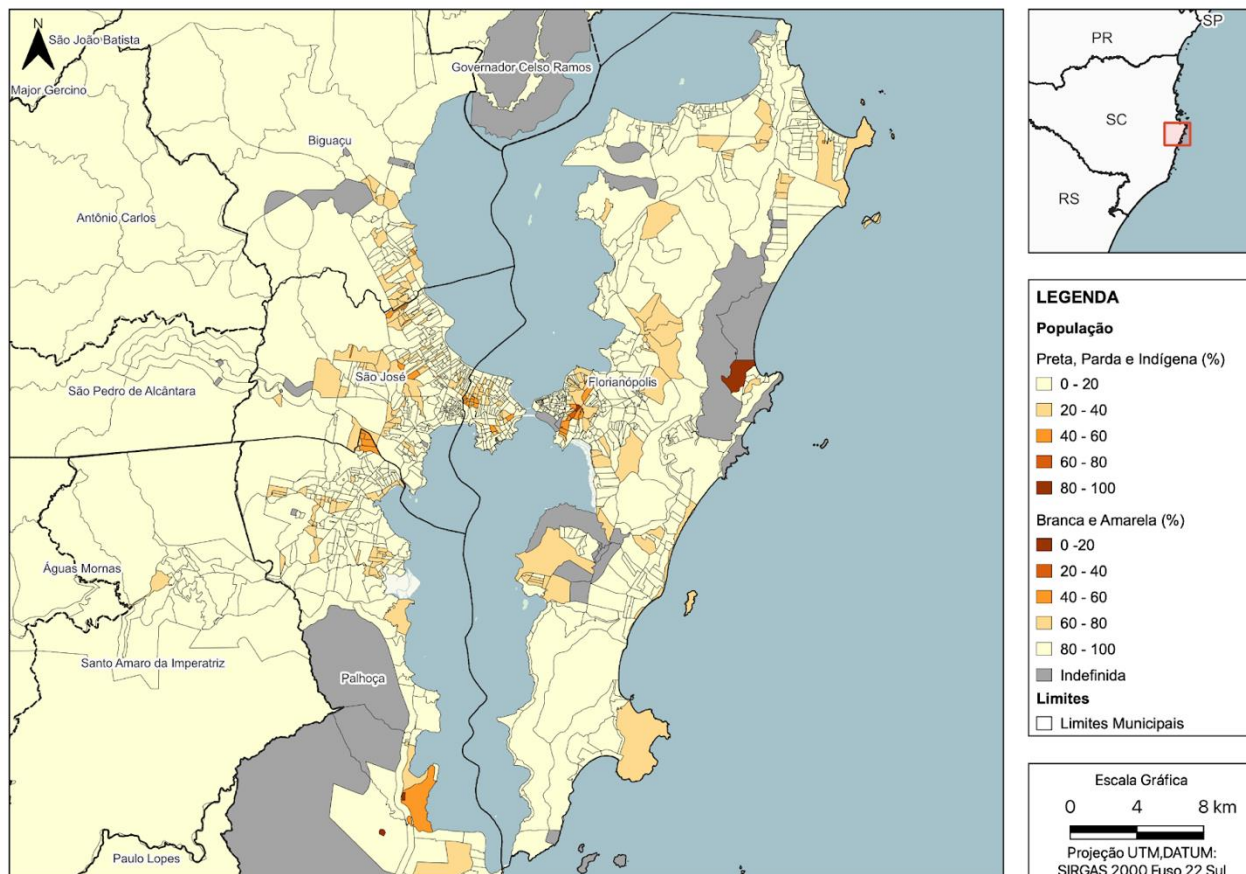 N
São João Batista
Major Gercino
Governador Celso Ramos
Biguaçu
Antônio Carlos
São José
Florianópolis
São Pedro de Alcântara
Águas Mornas
Santo Amaro da Imperatriz
Palhoça
Paulo Lopes
SP
PR
SC
RS
LEGENDA
População
Preta, Parda e Indígena (%)
0 - 20
20 - 40
40 - 60
60 - 80
80 - 100
Branca e Amarela (%)
0 -20
20 - 40
40 - 60
60 - 80
80 - 100
Indefinida
Limites
Limites Municipais
Escala Gráfica
0 4 8 km
Projeção UTM,DATUM:
SIRGAS 2000 Fuso 22 Sul